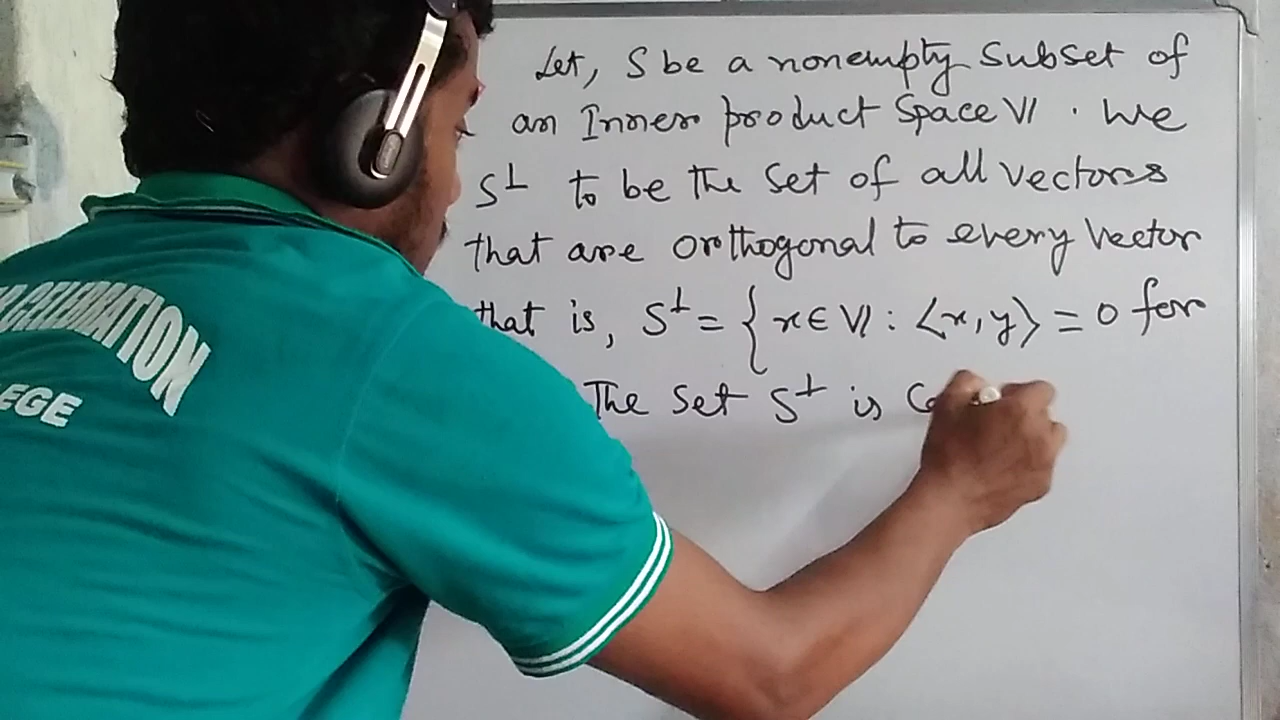 Let, S be a nonempty Subset of
an Inner product Space V . We
S⊥ to be the set of all vectors
that are orthogonal to every vector
that is, S⊥ = { x ∈ V : ⟨x, y⟩ = 0 for
The set S⊥ is
CELEBRATION
EGE